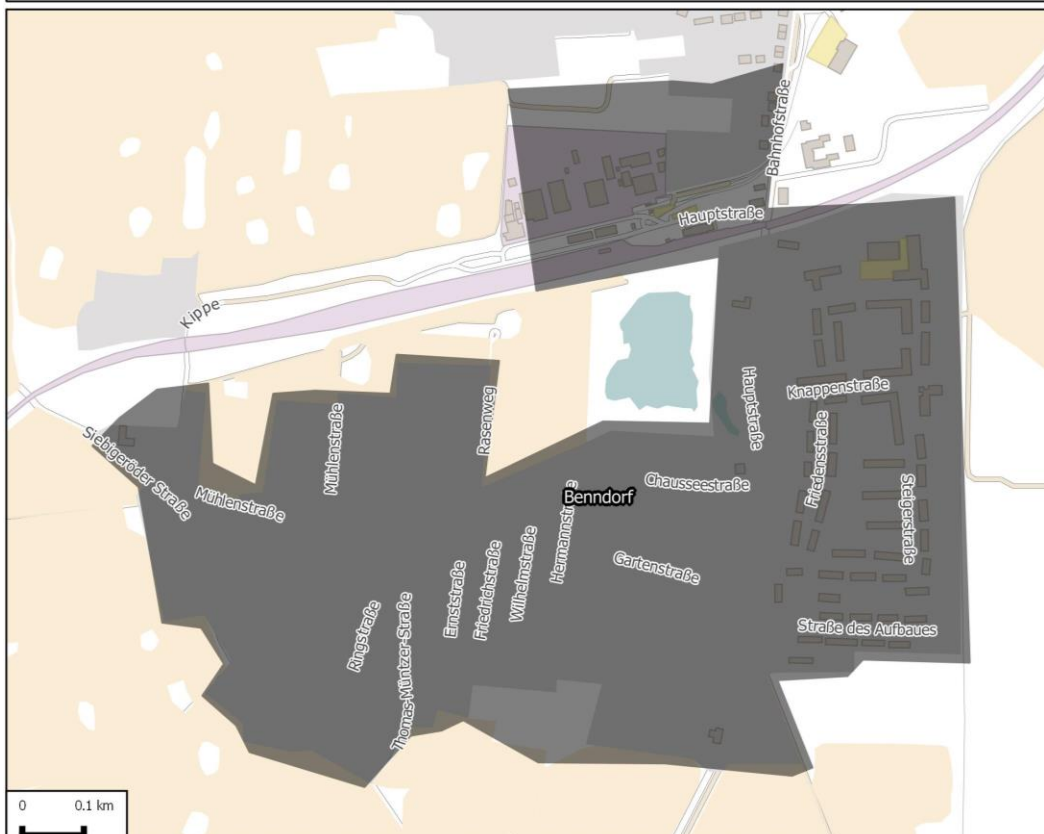 Bahnhofstraße
Hauptstraße
Kippe
Knappenstraße
Hauptstraße
Rasenweg
Mühlenstraße
Siebigeröder Straße
Mühlenstraße
Chausseestraße
Friedensstraße
Benndorf
Steigerstraße
Hermannstraße
Wilhelmstraße
Gartenstraße
Friedrichstraße
Ernststraße
Ringstraße
Thomas-Müntzer-Straße
Straße des Aufbaues
0 0.1 km